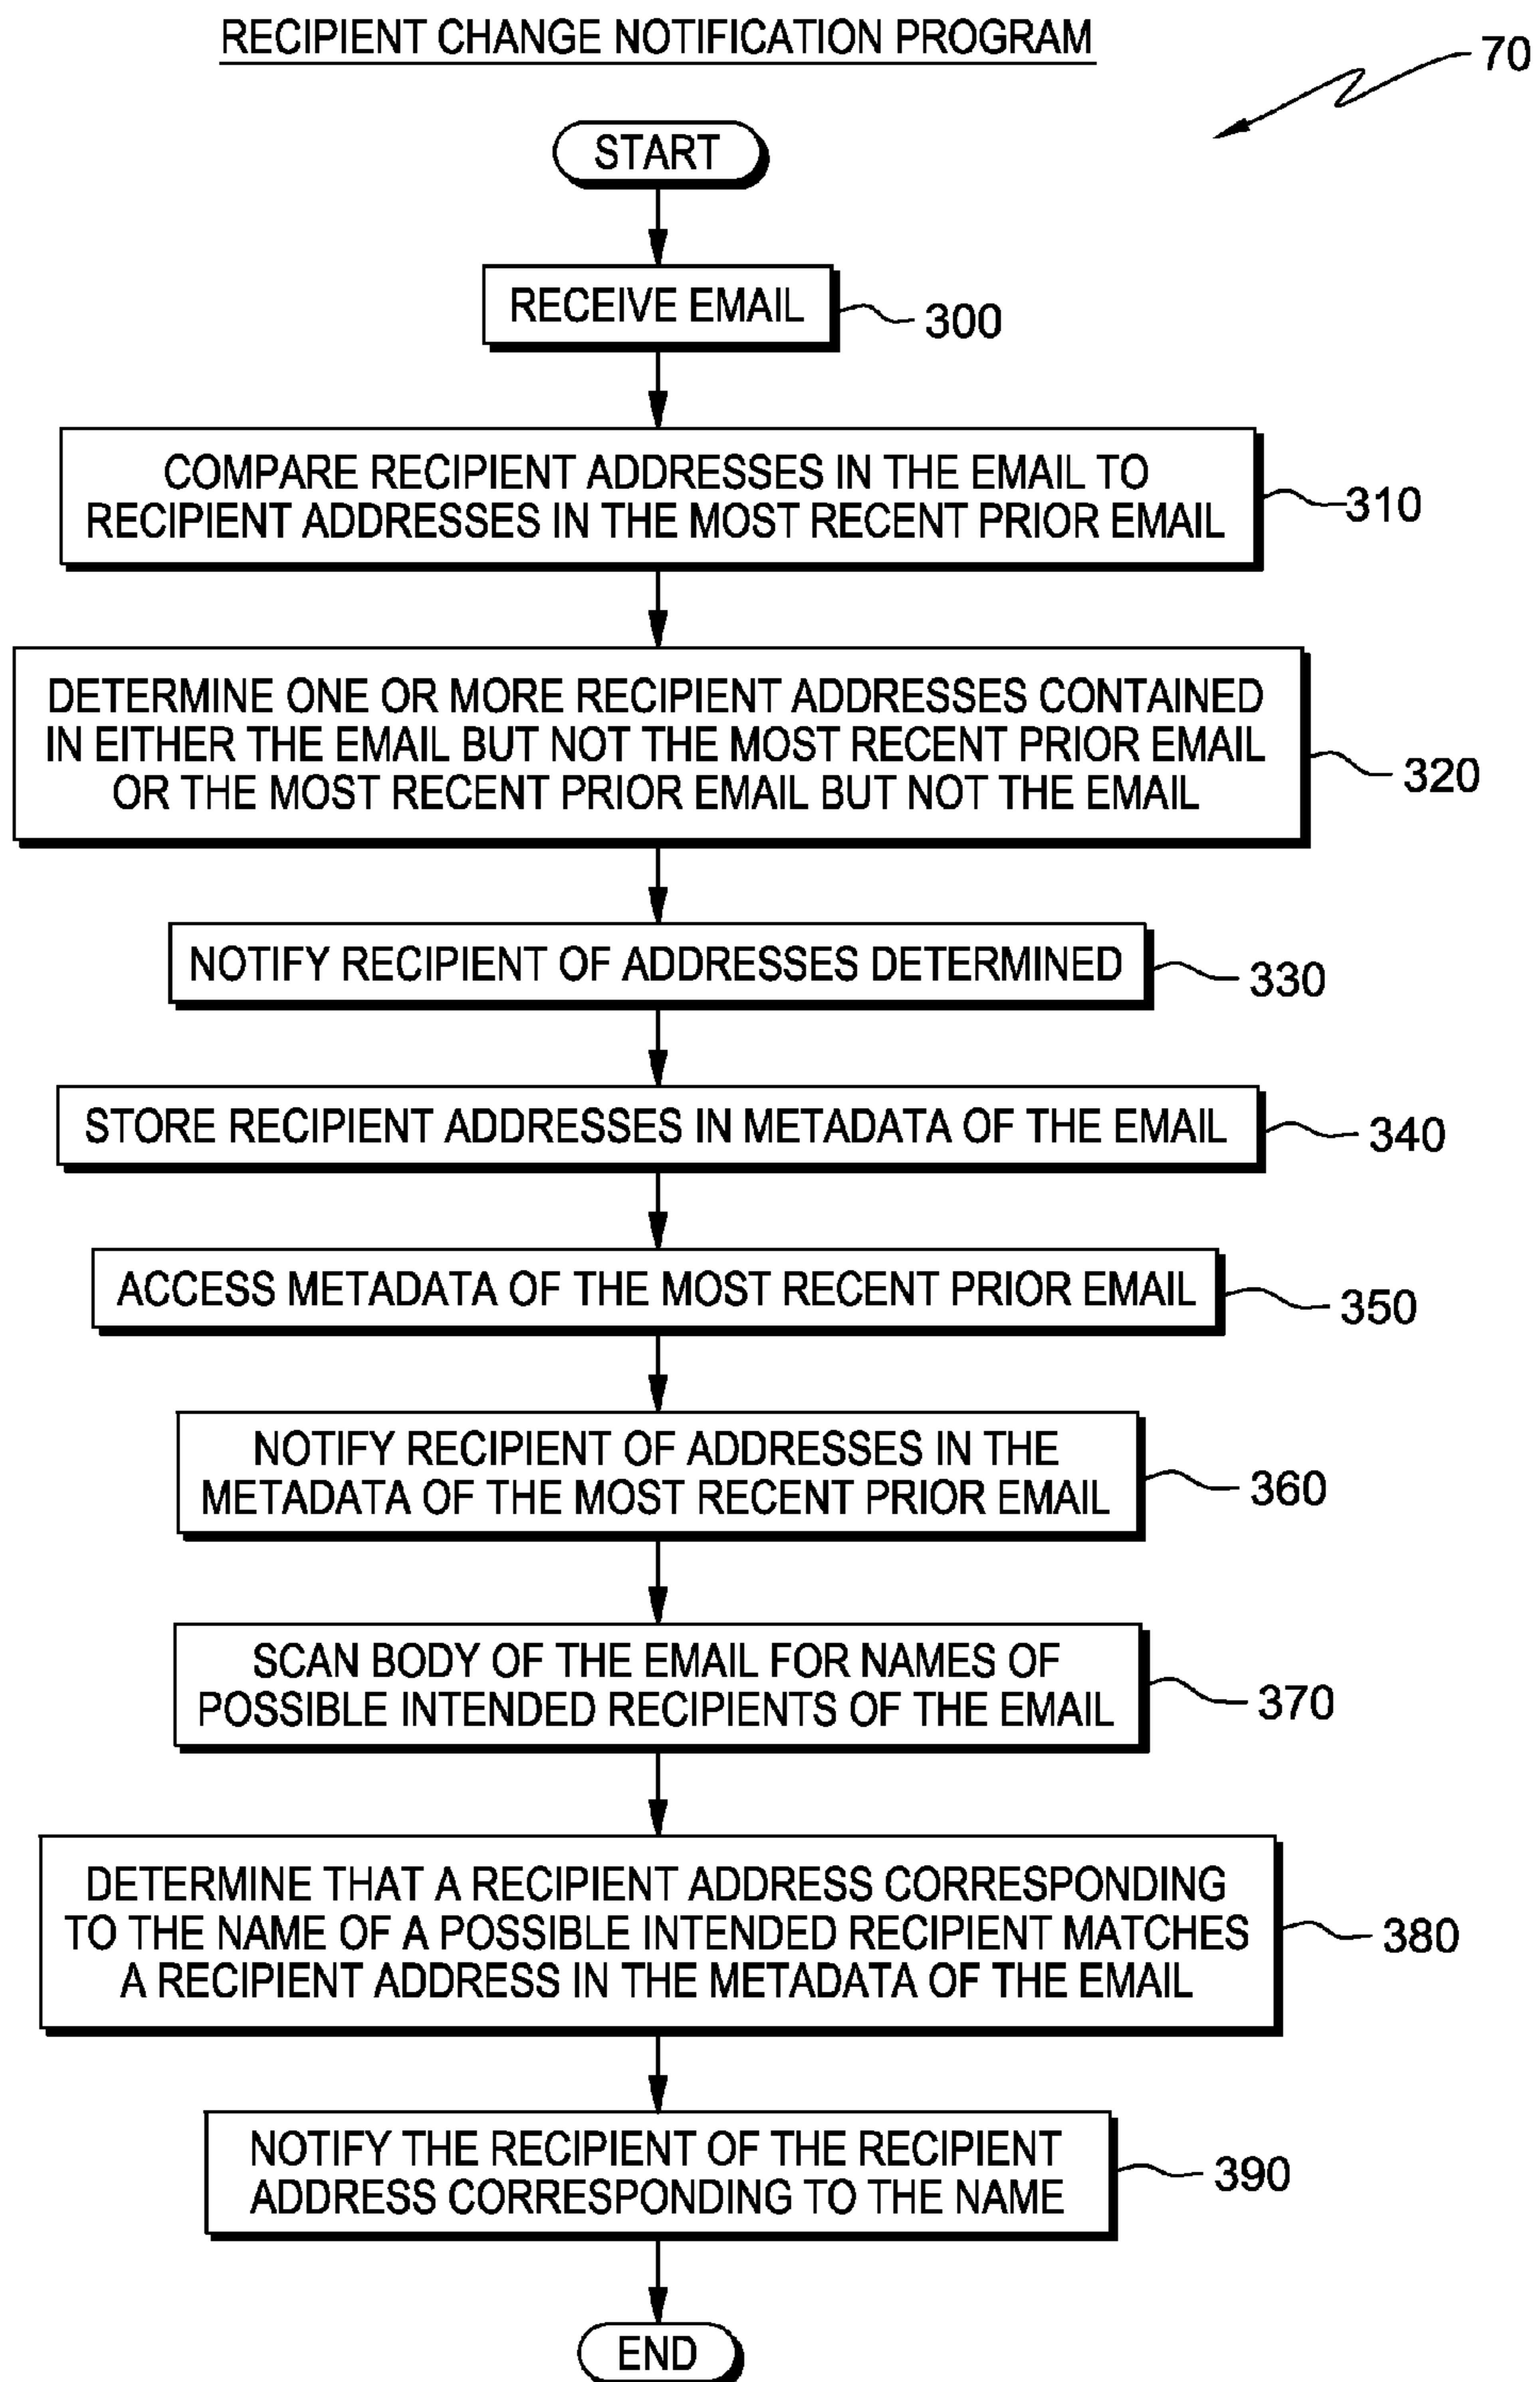 RECIPIENT CHANGE NOTIFICATION PROGRAM
70
START
RECEIVE EMAIL
300
COMPARE RECIPIENT ADDRESSES IN THE EMAIL TO
RECIPIENT ADDRESSES IN THE MOST RECENT PRIOR EMAIL
310
DETERMINE ONE OR MORE RECIPIENT ADDRESSES CONTAINED
IN EITHER THE EMAIL BUT NOT THE MOST RECENT PRIOR EMAIL
OR THE MOST RECENT PRIOR EMAIL BUT NOT THE EMAIL
320
NOTIFY RECIPIENT OF ADDRESSES DETERMINED
330
STORE RECIPIENT ADDRESSES IN METADATA OF THE EMAIL
340
ACCESS METADATA OF THE MOST RECENT PRIOR EMAIL
350
NOTIFY RECIPIENT OF ADDRESSES IN THE
METADATA OF THE MOST RECENT PRIOR EMAIL
360
SCAN BODY OF THE EMAIL FOR NAMES OF
POSSIBLE INTENDED RECIPIENTS OF THE EMAIL
370
DETERMINE THAT A RECIPIENT ADDRESS CORRESPONDING
TO THE NAME OF A POSSIBLE INTENDED RECIPIENT MATCHES
A RECIPIENT ADDRESS IN THE METADATA OF THE EMAIL
380
NOTIFY THE RECIPIENT OF THE RECIPIENT
ADDRESS CORRESPONDING TO THE NAME
390
END